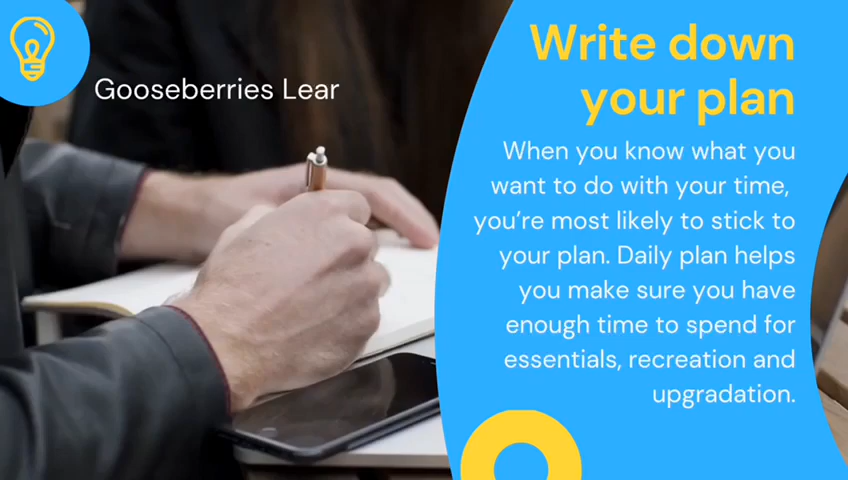 Gooseberries Lear
Write down
your plan
When you know what you
want to do with your time,
you’re most likely to stick to
your plan. Daily plan helps
you make sure you have
enough time to spend for
essentials, recreation and
upgradation.